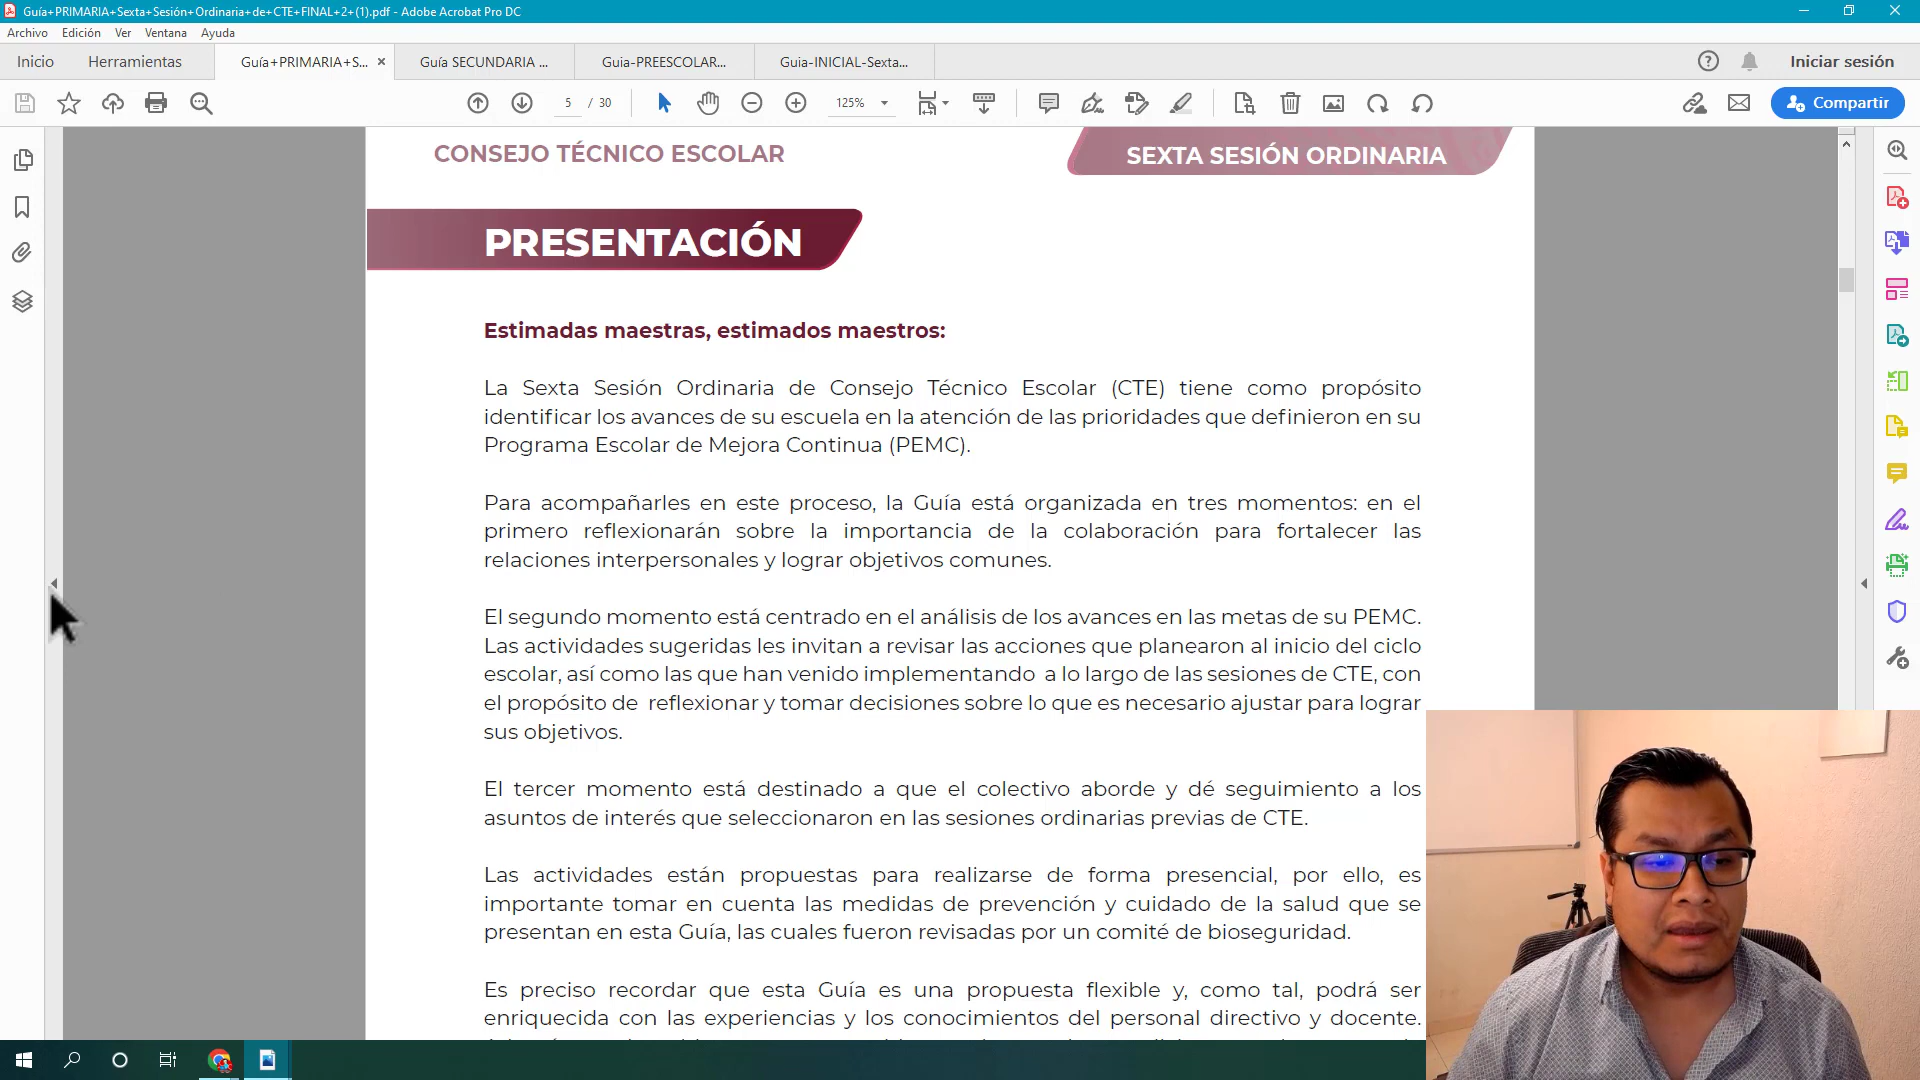 Guía+PRIMARIA+Sexta+Sesión+Ordinaria+de+CTE+FINAL+2+(1).pdf - Adobe Acrobat Pro DC
Archivo Edición Ver Ventana Ayuda
Inicio Herramientas Guía+PRIMARIA+S... Guía SECUNDARIA ... Guia-PREESCOLAR... Guia-INICIAL-Sexta... Iniciar sesión
5 / 30 125% Compartir
CONSEJO TÉCNICO ESCOLAR SEXTA SESIÓN ORDINARIA
PRESENTACIÓN
Estimadas maestras, estimados maestros:
La Sexta Sesión Ordinaria de Consejo Técnico Escolar (CTE) tiene como propósito
identificar los avances de su escuela en la atención de las prioridades que definieron en su
Programa Escolar de Mejora Continua (PEMC).
Para acompañarles en este proceso, la Guía está organizada en tres momentos: en el
primero reflexionarán sobre la importancia de la colaboración para fortalecer las
relaciones interpersonales y lograr objetivos comunes.
El segundo momento está centrado en el análisis de los avances en las metas de su PEMC.
Las actividades sugeridas les invitan a revisar las acciones que planearon al inicio del ciclo
escolar, así como las que han venido implementando a lo largo de las sesiones de CTE, con
el propósito de reflexionar y tomar decisiones sobre lo que es necesario ajustar para lograr
sus objetivos.
El tercer momento está destinado a que el colectivo aborde y dé seguimiento a los
asuntos de interés que seleccionaron en las sesiones ordinarias previas de CTE.
Las actividades están propuestas para realizarse de forma presencial, por ello, es
importante tomar en cuenta las medidas de prevención y cuidado de la salud que se
presentan en esta Guía, las cuales fueron revisadas por un comité de bioseguridad.
Es preciso recordar que esta Guía es una propuesta flexible y, como tal, podrá ser
enriquecida con las experiencias y los conocimientos del personal directivo y docente.